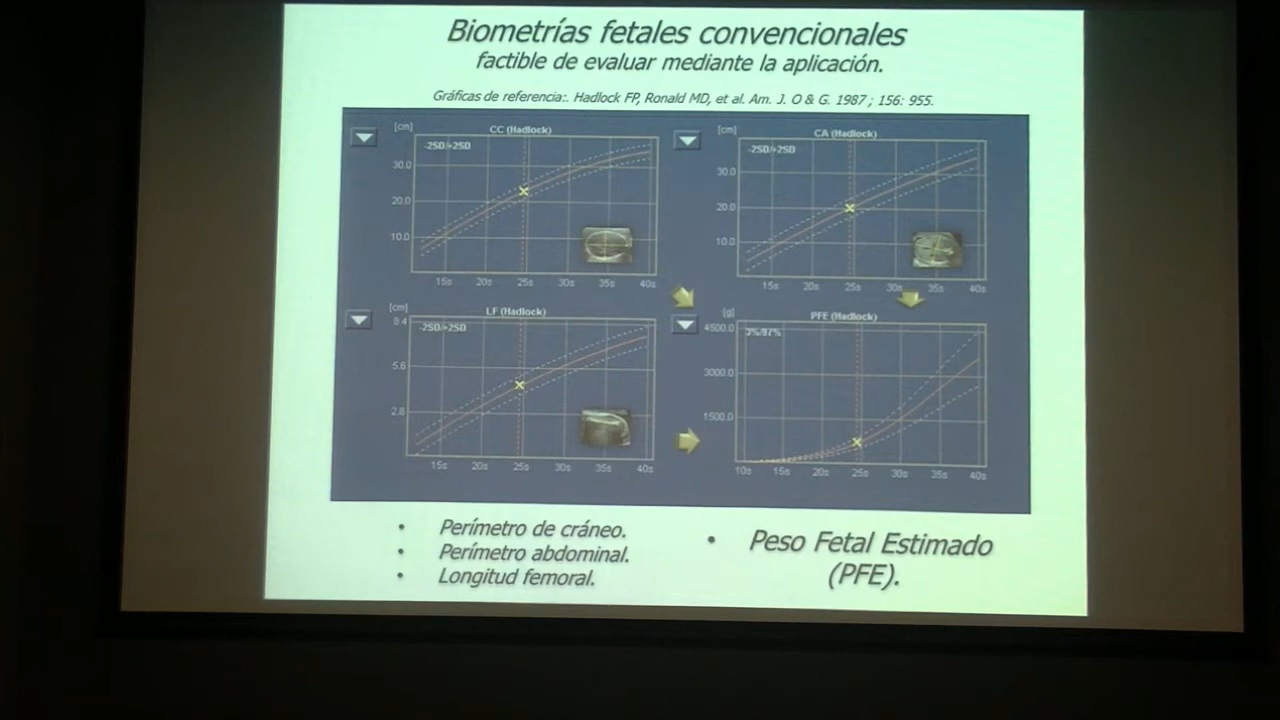 Biometrías fetales convencionales
factible de evaluar mediante la aplicación.
Gráficas de referencia:. Hadlock FP, Ronald MD, et al. Am. J. O & G. 1987 ; 156: 955.
[cm] CC (Hadlock)
-2SD/+2SD
30.0
20.0
10.0
15s 20s 25s 30s 35s 40s
[cm] CA (Hadlock)
-2SD/+2SD
30.0
20.0
10.0
15s 20s 25s 30s 35s 40s
[cm] LF (Hadlock)
8.4
-2SD/+2SD
5.6
2.8
15s 20s 25s 30s 35s 40s
[g] PFE (Hadlock)
4500.0
3%/97%
3000.0
1500.0
10s 15s 20s 25s 30s 35s 40s
• Perímetro de cráneo.
• Perímetro abdominal.
• Longitud femoral.
• Peso Fetal Estimado
(PFE).